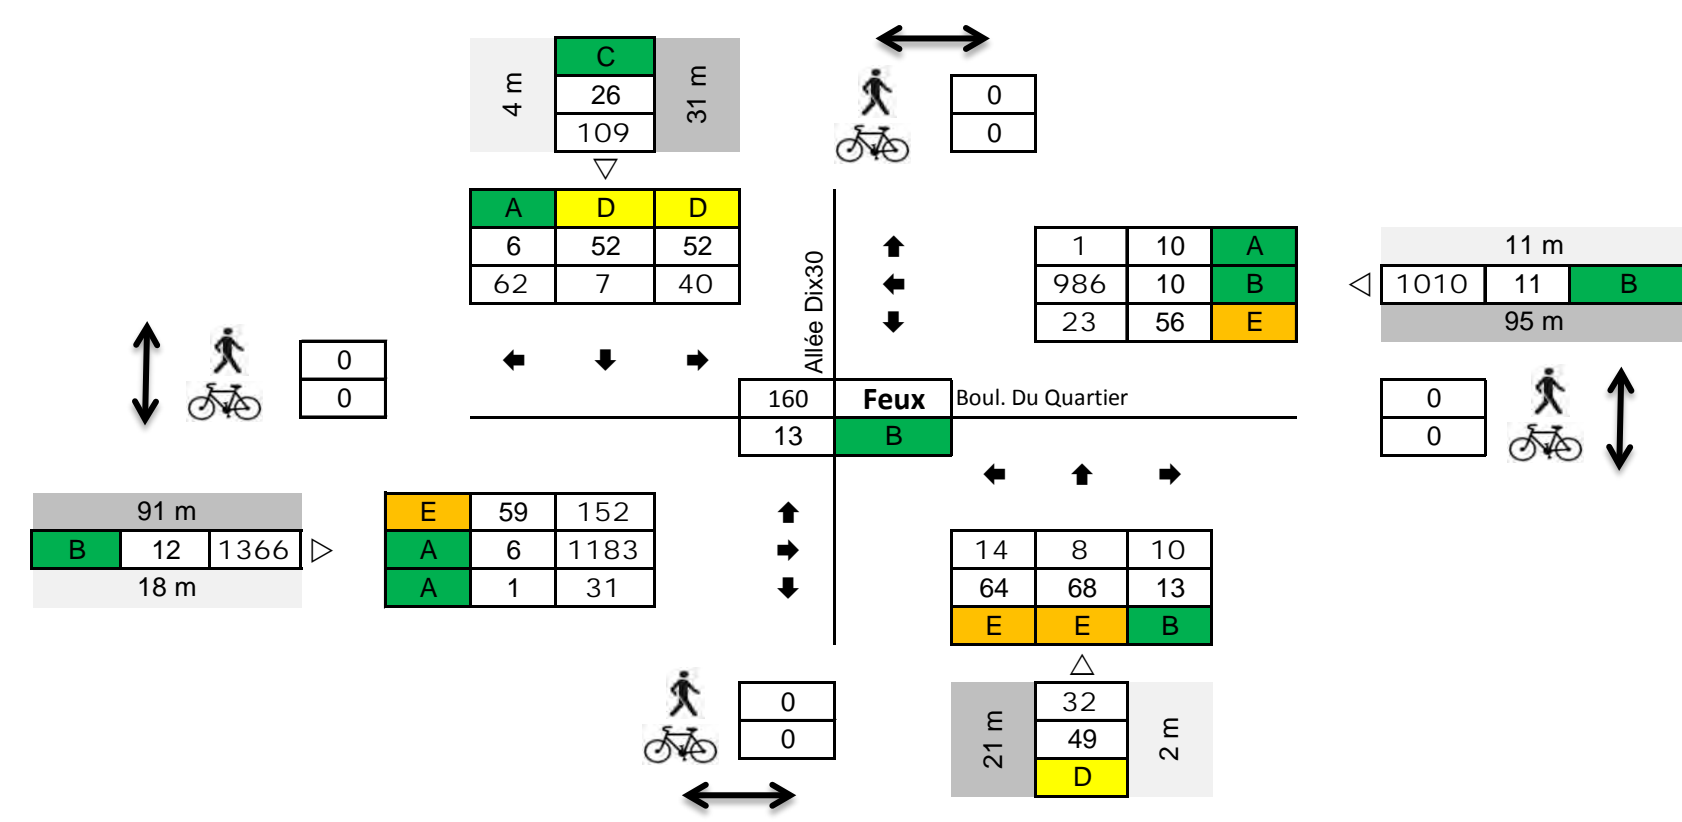 C
4 m 26 31 m
109
0
0
A D D
6 52 52
62 7 40
Allée Dix30
1 10 A
986 10 B
23 56 E
11 m
1010 11 B
95 m
0
0
160 Feux Boul. Du Quartier
13 B
0
0
91 m
B 12 1366
18 m
E 59 152
A 6 1183
A 1 31
14 8 10
64 68 13
E E B
0
0
32
21 m 49 2 m
D